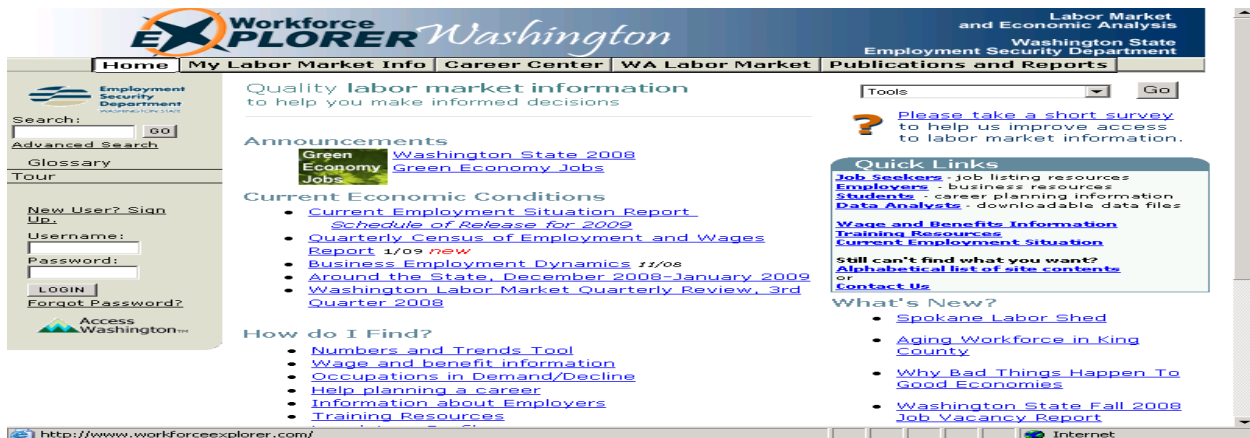 Workforce
EXPLORER Washington
Labor Market
and Economic Analysis
Washington State
Employment Security Department
Home
My Labor Market Info
Career Center
WA Labor Market
Publications and Reports
Employment
Security
Department
WASHINGTON STATE
Search:
GO
Advanced Search
Glossary
Tour
New User? Sign
Up.
Username:
Password:
LOGIN
Forgot Password?
Access
Washington™
Quality labor market information
to help you make informed decisions
Announcements
Green
Economy
Jobs
Washington State 2008
Green Economy Jobs
Current Economic Conditions
Current Employment Situation Report
Schedule of Release for 2009
Quarterly Census of Employment and Wages
Report 1/09 new
Business Employment Dynamics 11/08
Around the State, December 2008-January 2009
Washington Labor Market Quarterly Review, 3rd
Quarter 2008
How do I Find?
Numbers and Trends Tool
Wage and benefit information
Occupations in Demand/Decline
Help planning a career
Information about Employers
Training Resources
Tools
Go
?
Please take a short survey
to help us improve access
to labor market information.
Quick Links
Job Seekers - job listing resources
Employers - business resources
Students - career planning information
Data Analysts - downloadable data files
Wage and Benefits Information
Training Resources
Current Employment Situation
Still can't find what you want?
Alphabetical list of site contents
or
Contact Us
What's New?
Spokane Labor Shed
Aging Workforce in King
County
Why Bad Things Happen To
Good Economies
Washington State Fall 2008
Job Vacancy Report
http://www.workforceexplorer.com/
Internet